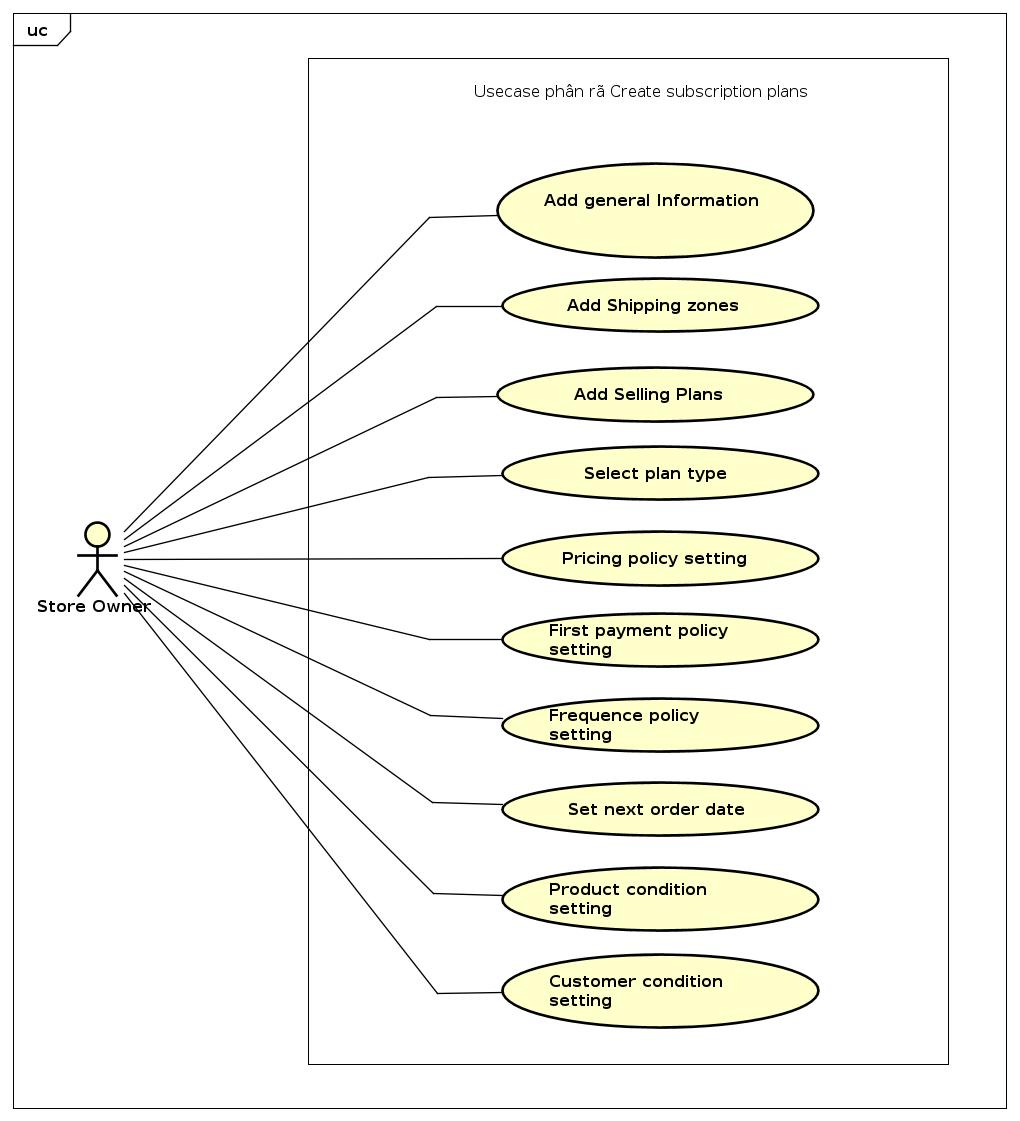 uc
Usecase phân rã Create subscription plans
Add general Information
Add Shipping zones
Add Selling Plans
Select plan type
Pricing policy setting
Store Owner
First payment policy
setting
Frequence policy
setting
Set next order date
Product condition
setting
Customer condition
setting